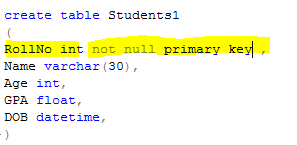 create table Students1
(
RollNo int not null primary key ,
Name varchar(30),
Age int,
GPA float,
DOB datetime,
)